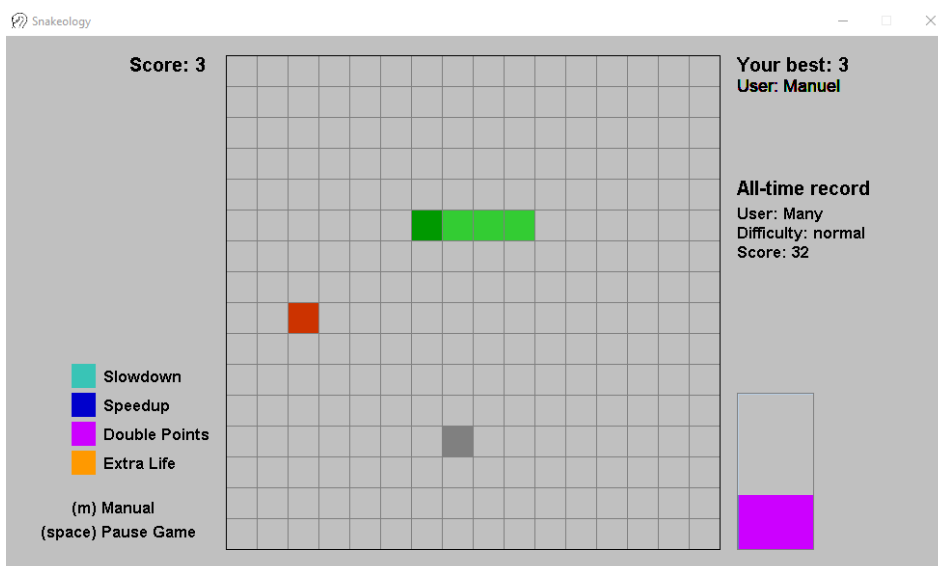 Snakeology
Score: 3
Your best: 3
User: Manuel
All-time record
User: Many
Difficulty: normal
Score: 32
Slowdown
Speedup
Double Points
Extra Life
(m) Manual
(space) Pause Game